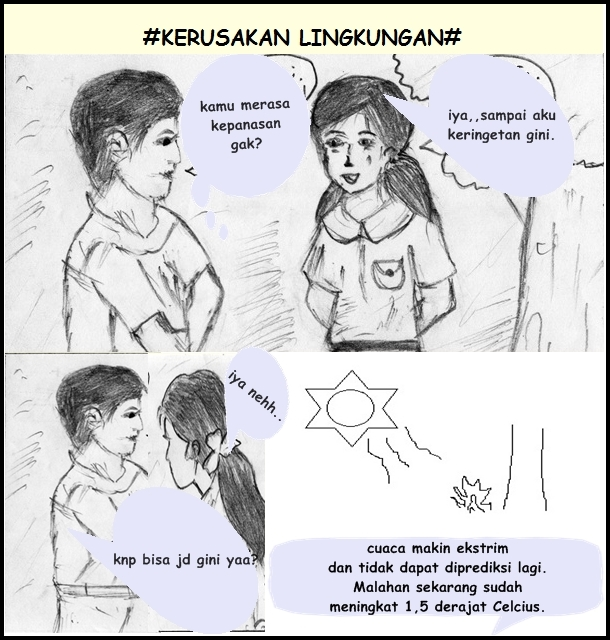 #KERUSAKAN LINGKUNGAN#
kamu merasa
kepanasan
gak?
iya,,sampai aku
keringetan gini.
iya nehh..
knp bisa jd gini yaa?
cuaca makin ekstrim
dan tidak dapat diprediksi lagi.
Malahan sekarang sudah
meningkat 1,5 derajat Celcius.